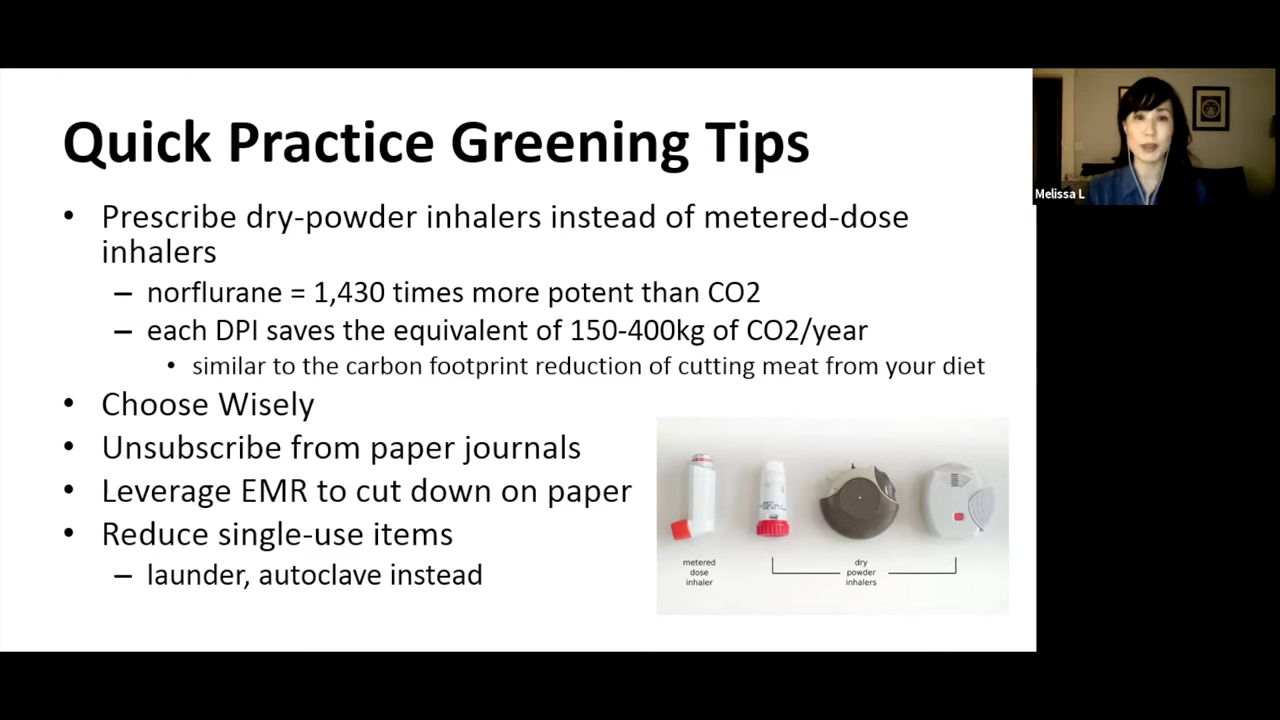 Quick Practice Greening Tips
• Prescribe dry-powder inhalers instead of metered-dose
inhalers
– norflurane = 1,430 times more potent than CO2
– each DPI saves the equivalent of 150-400kg of CO2/year
• similar to the carbon footprint reduction of cutting meat from your diet
• Choose Wisely
• Unsubscribe from paper journals
• Leverage EMR to cut down on paper
• Reduce single-use items
– launder, autoclave instead
metered
dose
inhaler
dry
powder
inhalers
Melissa L